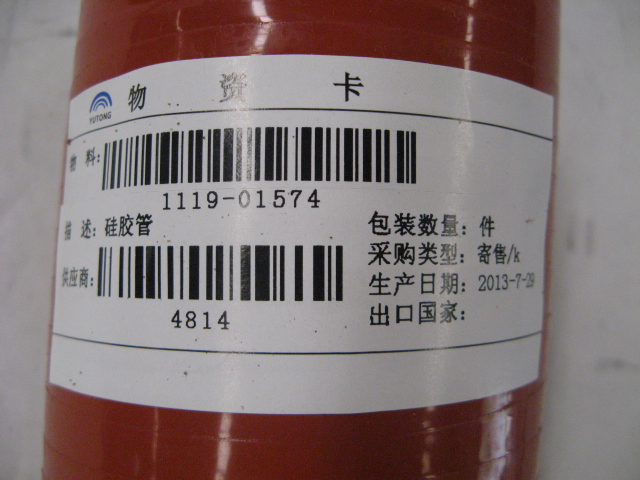 YUTONG
物资卡
物 料:
1119-01574
描 述: 硅胶管
包装数量: 件
采购类型: 寄售/k
供应商:
生产日期: 2013-7-29
4814
出口国家: